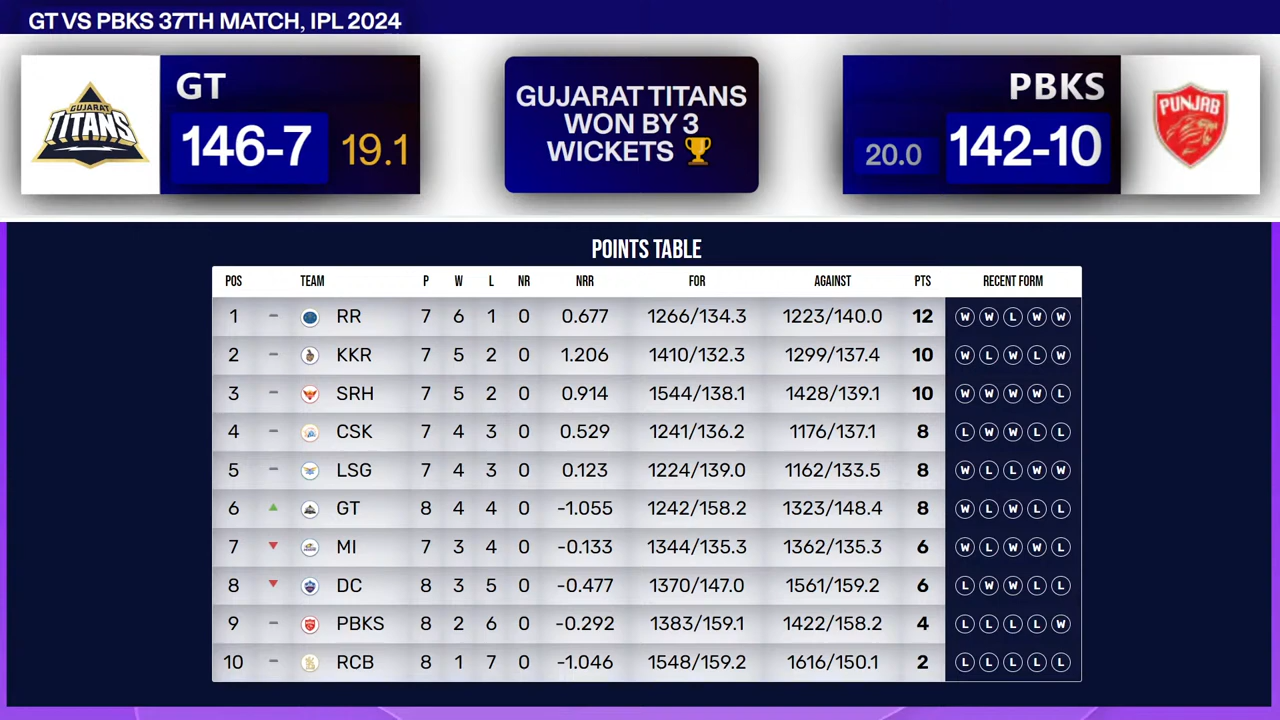 GT VS PBKS 37TH MATCH, IPL 2024
GUJARAT
TITANS
GT
146-7 19.1
GUJARAT TITANS
WON BY 3
WICKETS 🏆
PBKS
20.0 142-10
PUNJAB
POINTS TABLE
POS TEAM P W L NR NRR FOR AGAINST PTS RECENT FORM
1 RR 7 6 1 0 0.677 1266/134.3 1223/140.0 12 W W L W W
2 KKR 7 5 2 0 1.206 1410/132.3 1299/137.4 10 W L W L W
3 SRH 7 5 2 0 0.914 1544/138.1 1428/139.1 10 W W W W L
4 CSK 7 4 3 0 0.529 1241/136.2 1176/137.1 8 L W W L L
5 LSG 7 4 3 0 0.123 1224/139.0 1162/133.5 8 W L L W W
6 GT 8 4 4 0 -1.055 1242/158.2 1323/148.4 8 W L W L L
7 MI 7 3 4 0 -0.133 1344/135.3 1362/135.3 6 W L W W L
8 DC 8 3 5 0 -0.477 1370/147.0 1561/159.2 6 L W W L L
9 PBKS 8 2 6 0 -0.292 1383/159.1 1422/158.2 4 L L L L W
10 RCB 8 1 7 0 -1.046 1548/159.2 1616/150.1 2 L L L L L